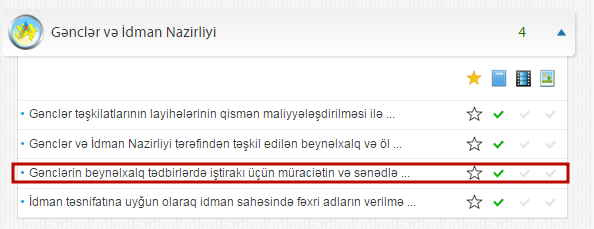 Gənclər və İdman Nazirliyi 4
Gənclər təşkilatlarının layihələrinin qismən maliyyələşdirilməsi ilə ...
Gənclər və İdman Nazirliyi tərəfindən təşkil edilən beynəlxalq və öl ...
Gənclərin beynəlxalq tədbirlərdə iştirakı üçün müraciətin və sənədlə ...
İdman təsnifatına uyğun olaraq idman sahəsində fəxri adların verilmə ...